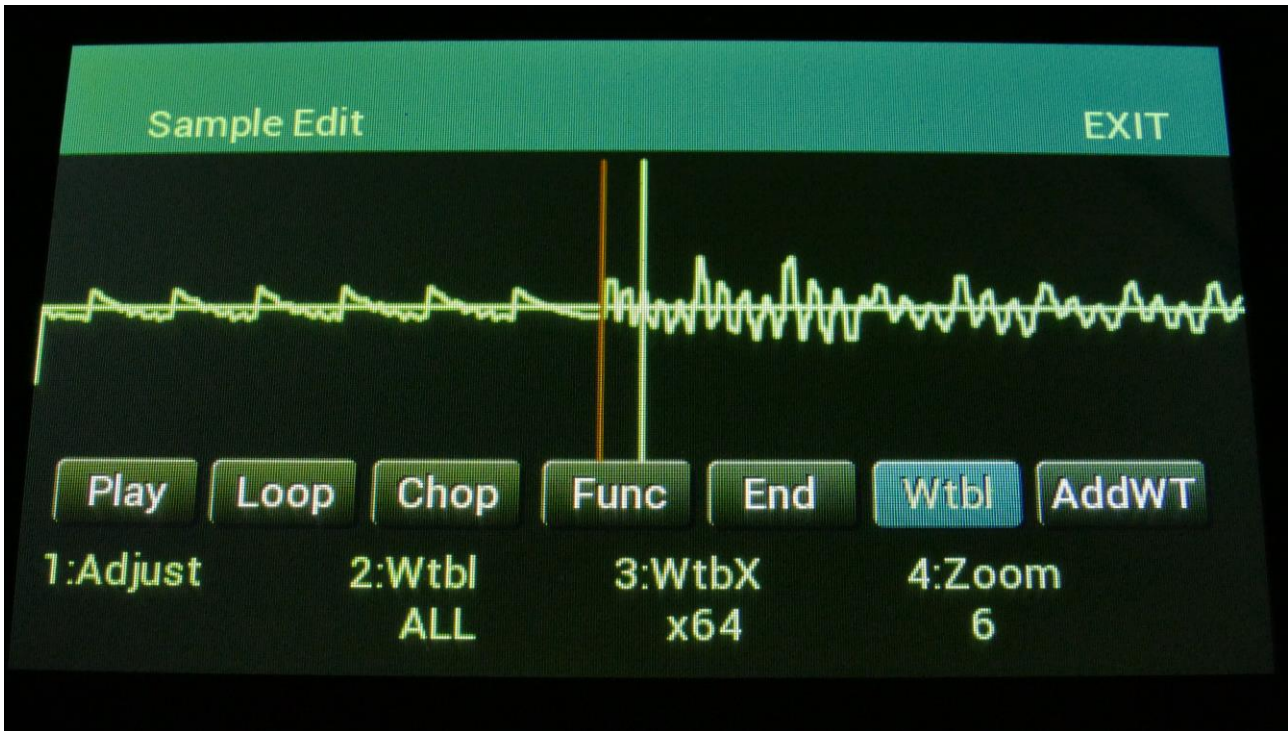 Sample Edit EXIT
Play Loop Chop Func End Wtbl AddWT
1:Adjust 2:Wtbl 3:WtbX 4:Zoom
ALL x64 6